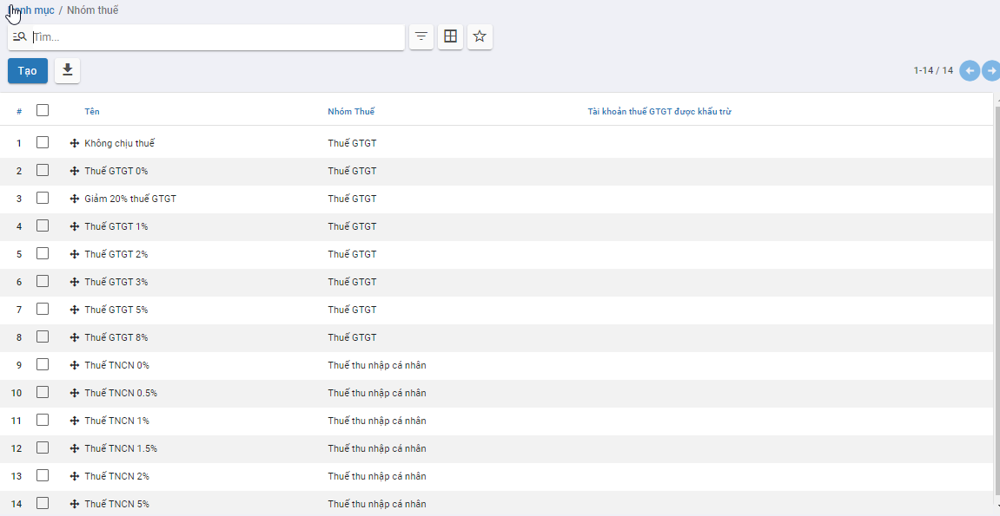 Danh mục / Nhóm thuế
Tìm...
Tạo
1-14 / 14
# Tên Nhóm Thuế Tài khoản thuế GTGT được khấu trừ
1 Không chịu thuế Thuế GTGT
2 Thuế GTGT 0% Thuế GTGT
3 Giảm 20% thuế GTGT Thuế GTGT
4 Thuế GTGT 1% Thuế GTGT
5 Thuế GTGT 2% Thuế GTGT
6 Thuế GTGT 3% Thuế GTGT
7 Thuế GTGT 5% Thuế GTGT
8 Thuế GTGT 8% Thuế GTGT
9 Thuế TNCN 0% Thuế thu nhập cá nhân
10 Thuế TNCN 0.5% Thuế thu nhập cá nhân
11 Thuế TNCN 1% Thuế thu nhập cá nhân
12 Thuế TNCN 1.5% Thuế thu nhập cá nhân
13 Thuế TNCN 2% Thuế thu nhập cá nhân
14 Thuế TNCN 5% Thuế thu nhập cá nhân